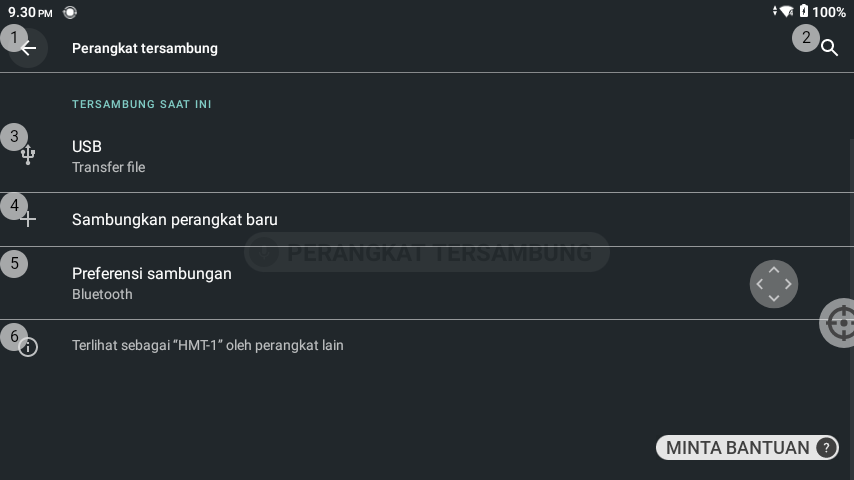 9.30 PM
100%
1
Perangkat tersambung
2
TERSAMBUNG SAAT INI
3
USB
Transfer file
4
Sambungkan perangkat baru
PERANGKAT TERSAMBUNG
5
Preferensi sambungan
Bluetooth
6
Terlihat sebagai “HMT-1” oleh perangkat lain
MINTA BANTUAN ?